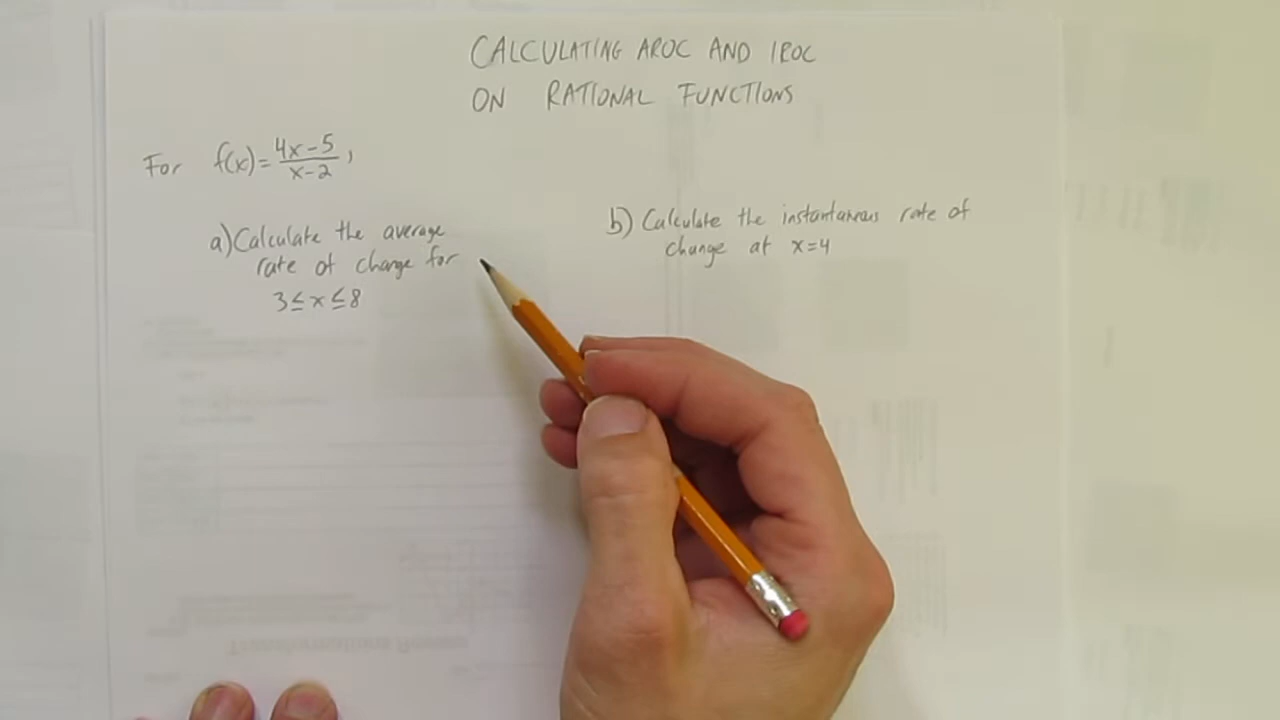 CALCULATING AROC AND IROC
ON RATIONAL FUNCTIONS
For f(x)=4x-5/x-2,
a) Calculate the average
rate of change for
3≤x≤8
b) Calculate the instantaneous rate of
change at x=4